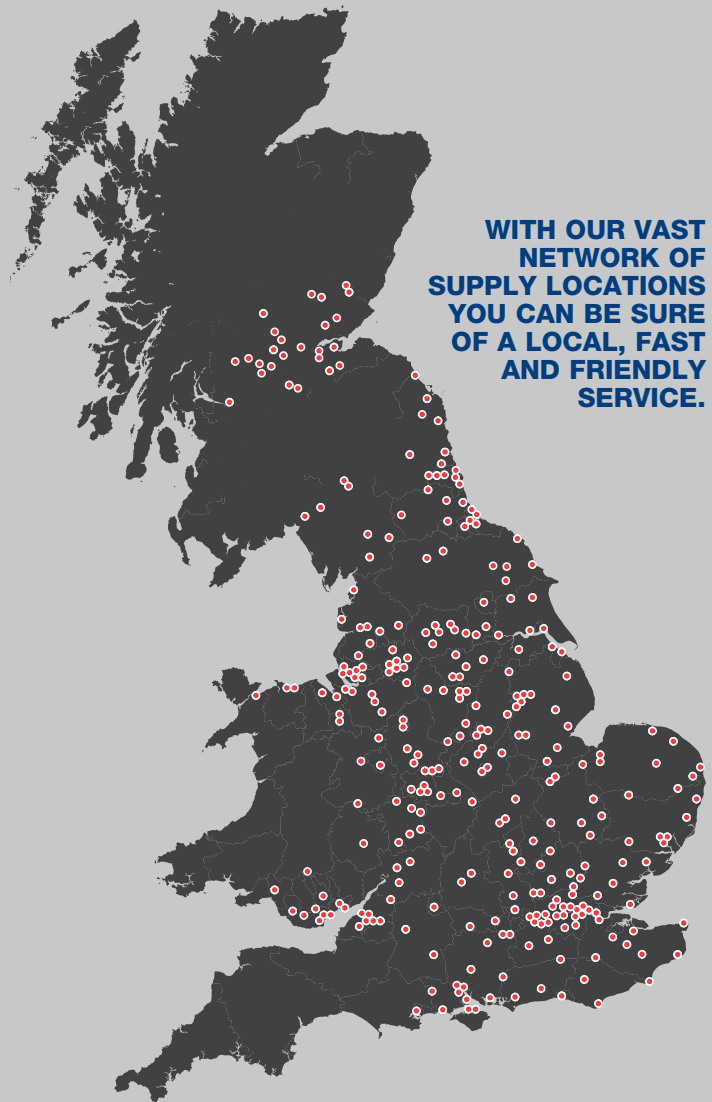 WITH OUR VAST
NETWORK OF
SUPPLY LOCATIONS
YOU CAN BE SURE
OF A LOCAL, FAST
AND FRIENDLY
SERVICE.